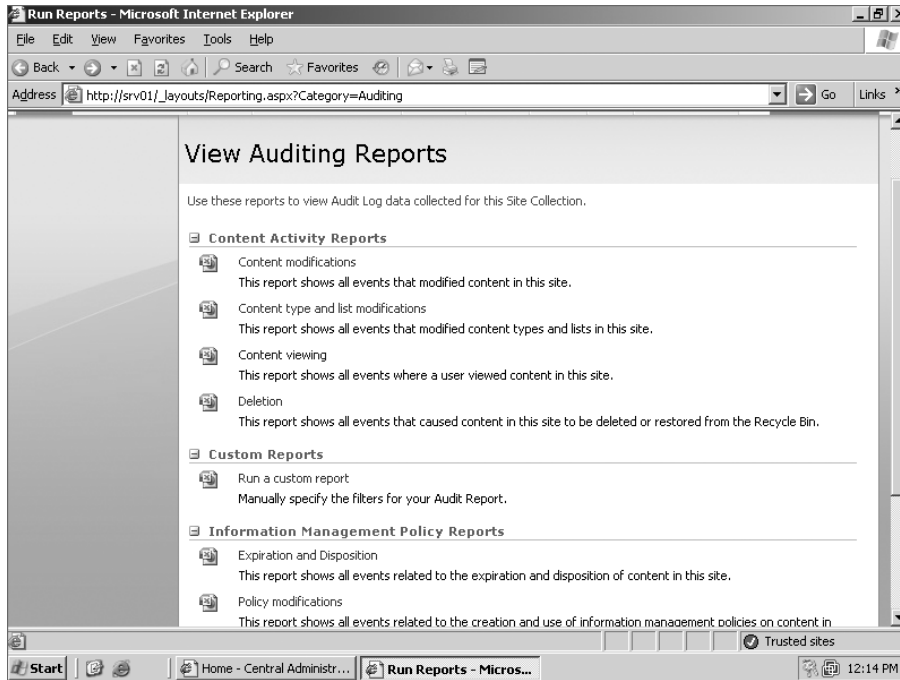 Run Reports - Microsoft Internet Explorer
File Edit View Favorites Tools Help
Back Search Favorites
Address http://srv01/_layouts/Reporting.aspx?Category=Auditing Go Links »
View Auditing Reports
Use these reports to view Audit Log data collected for this Site Collection.
Content Activity Reports
Content modifications
This report shows all events that modified content in this site.
Content type and list modifications
This report shows all events that modified content types and lists in this site.
Content viewing
This report shows all events where a user viewed content in this site.
Deletion
This report shows all events that caused content in this site to be deleted or restored from the Recycle Bin.
Custom Reports
Run a custom report
Manually specify the filters for your Audit Report.
Information Management Policy Reports
Expiration and Disposition
This report shows all events related to the expiration and disposition of content in this site.
Policy modifications
This report shows all events related to the creation and use of information management policies on content in
Trusted sites
Start Home - Central Administr... Run Reports - Micros... 12:14 PM